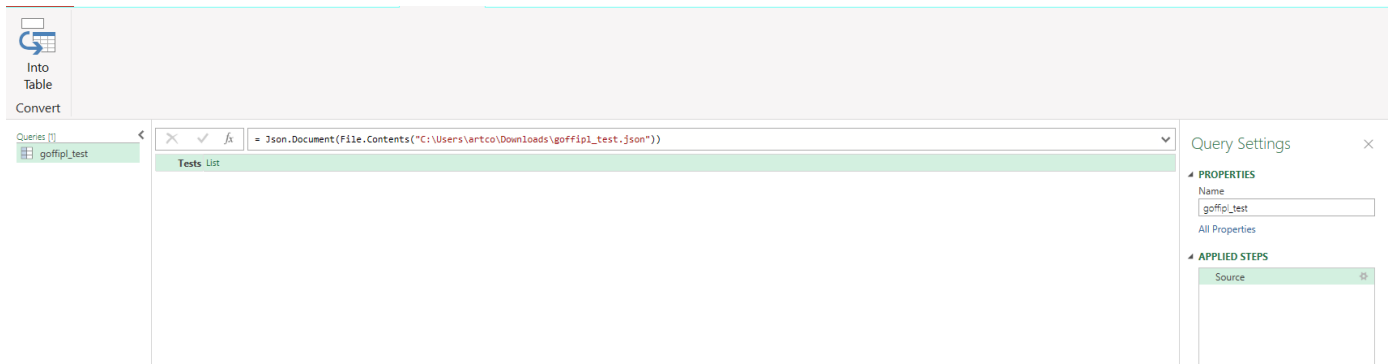 Into
Table
Convert
Queries [1]
goffipl_test
fx
= Json.Document(File.Contents("C:\Users\artco\Downloads\goffipl_test.json"))
Tests List
Query Settings
PROPERTIES
Name
goffipl_test
All Properties
APPLIED STEPS
Source